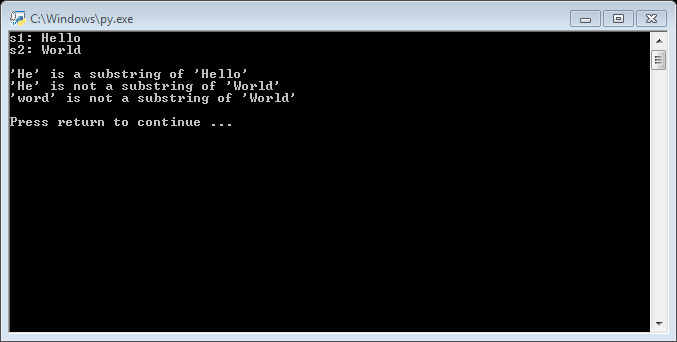 C:\Windows\py.exe
s1: Hello
s2: World
'He' is a substring of 'Hello'
'He' is not a substring of 'World'
'word' is not a substring of 'World'
Press return to continue ...